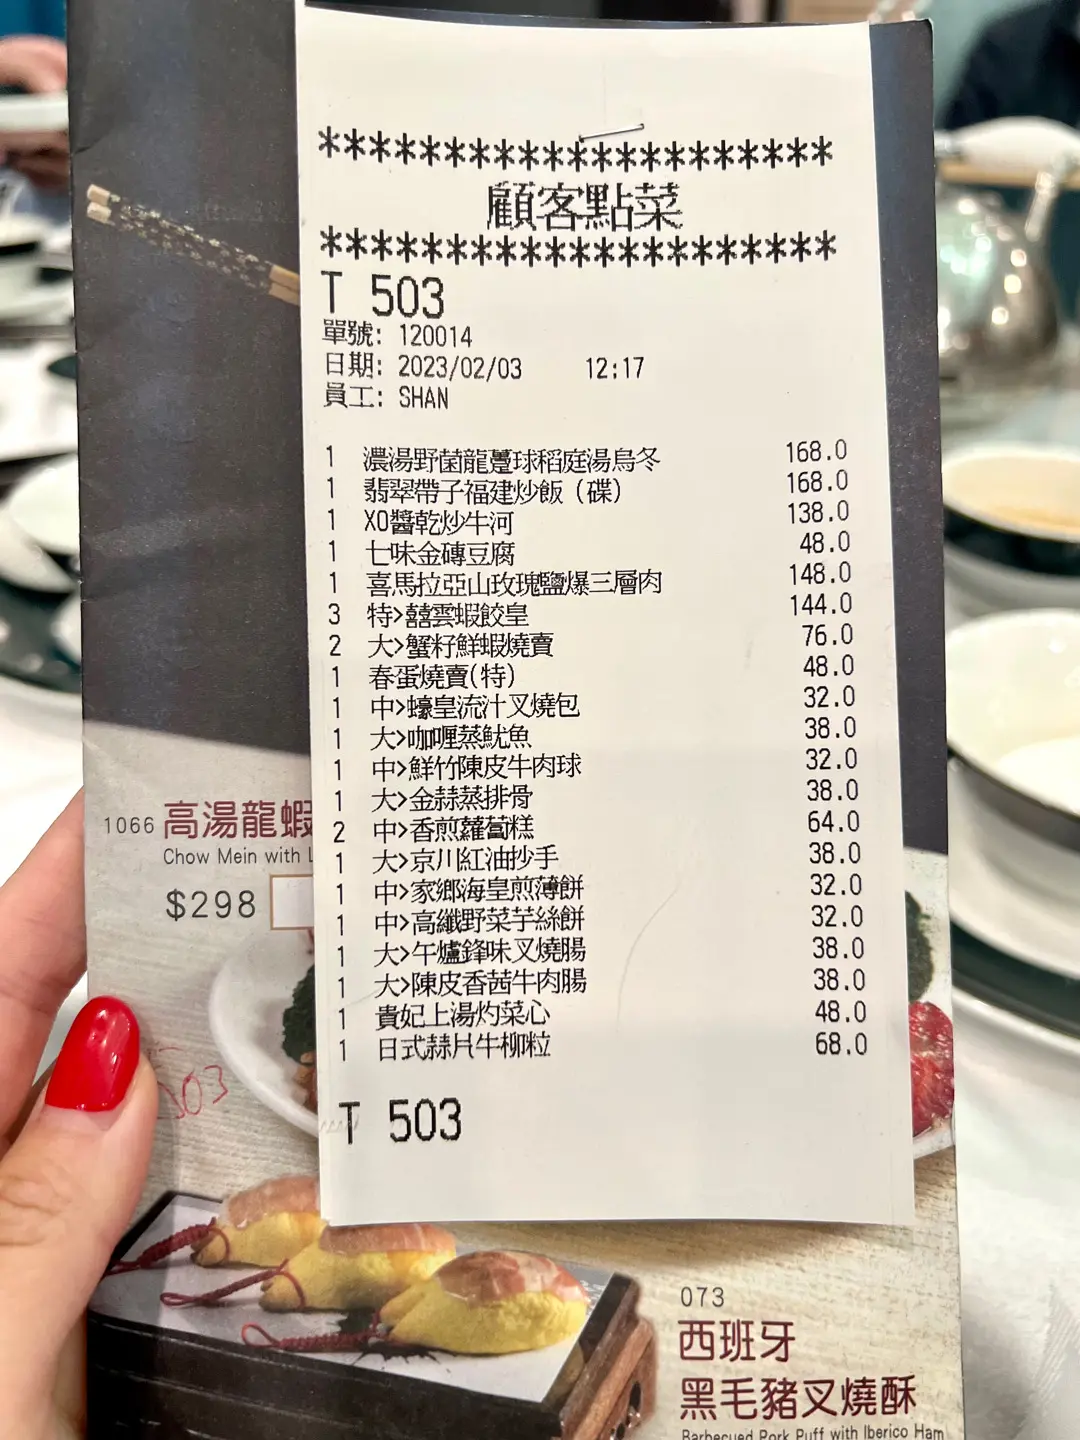 *********************
顧客點菜
*********************
T 503
單號: 120014
日期: 2023/02/03 12:17
員工: SHAN
1 濃湯野菌龍躉球稻庭湯烏冬 168.0
1 翡翠帶子福建炒飯（碟） 168.0
1 XO醬乾炒牛河 138.0
1 七味金磚豆腐 48.0
1 喜馬拉亞山玫瑰鹽爆三層肉 148.0
3 特>囍雲蝦餃皇 144.0
2 大>蟹籽鮮蝦燒賣 76.0
1 春蛋燒賣(特) 48.0
1 中>蠔皇流汁叉燒包 32.0
1 大>咖喱蒸魷魚 38.0
1 中>鮮竹陳皮牛肉球 32.0
1 大>金蒜蒸排骨 38.0
2 中>香煎蘿蔔糕 64.0
1 大>京川紅油抄手 38.0
1 中>家鄉海皇煎薄餅 32.0
1 中>高纖野菜芋絲餅 32.0
1 大>午爐鋒味叉燒腸 38.0
1 大>陳皮香茜牛肉腸 38.0
1 貴妃上湯灼菜心 48.0
1 日式蒜片牛柳粒 68.0
T 503
1066 高湯龍蝦
Chow Mein with
$298
503
073
西班牙
黑毛豬叉燒酥
Barbecued Pork Puff with Iberico Ham